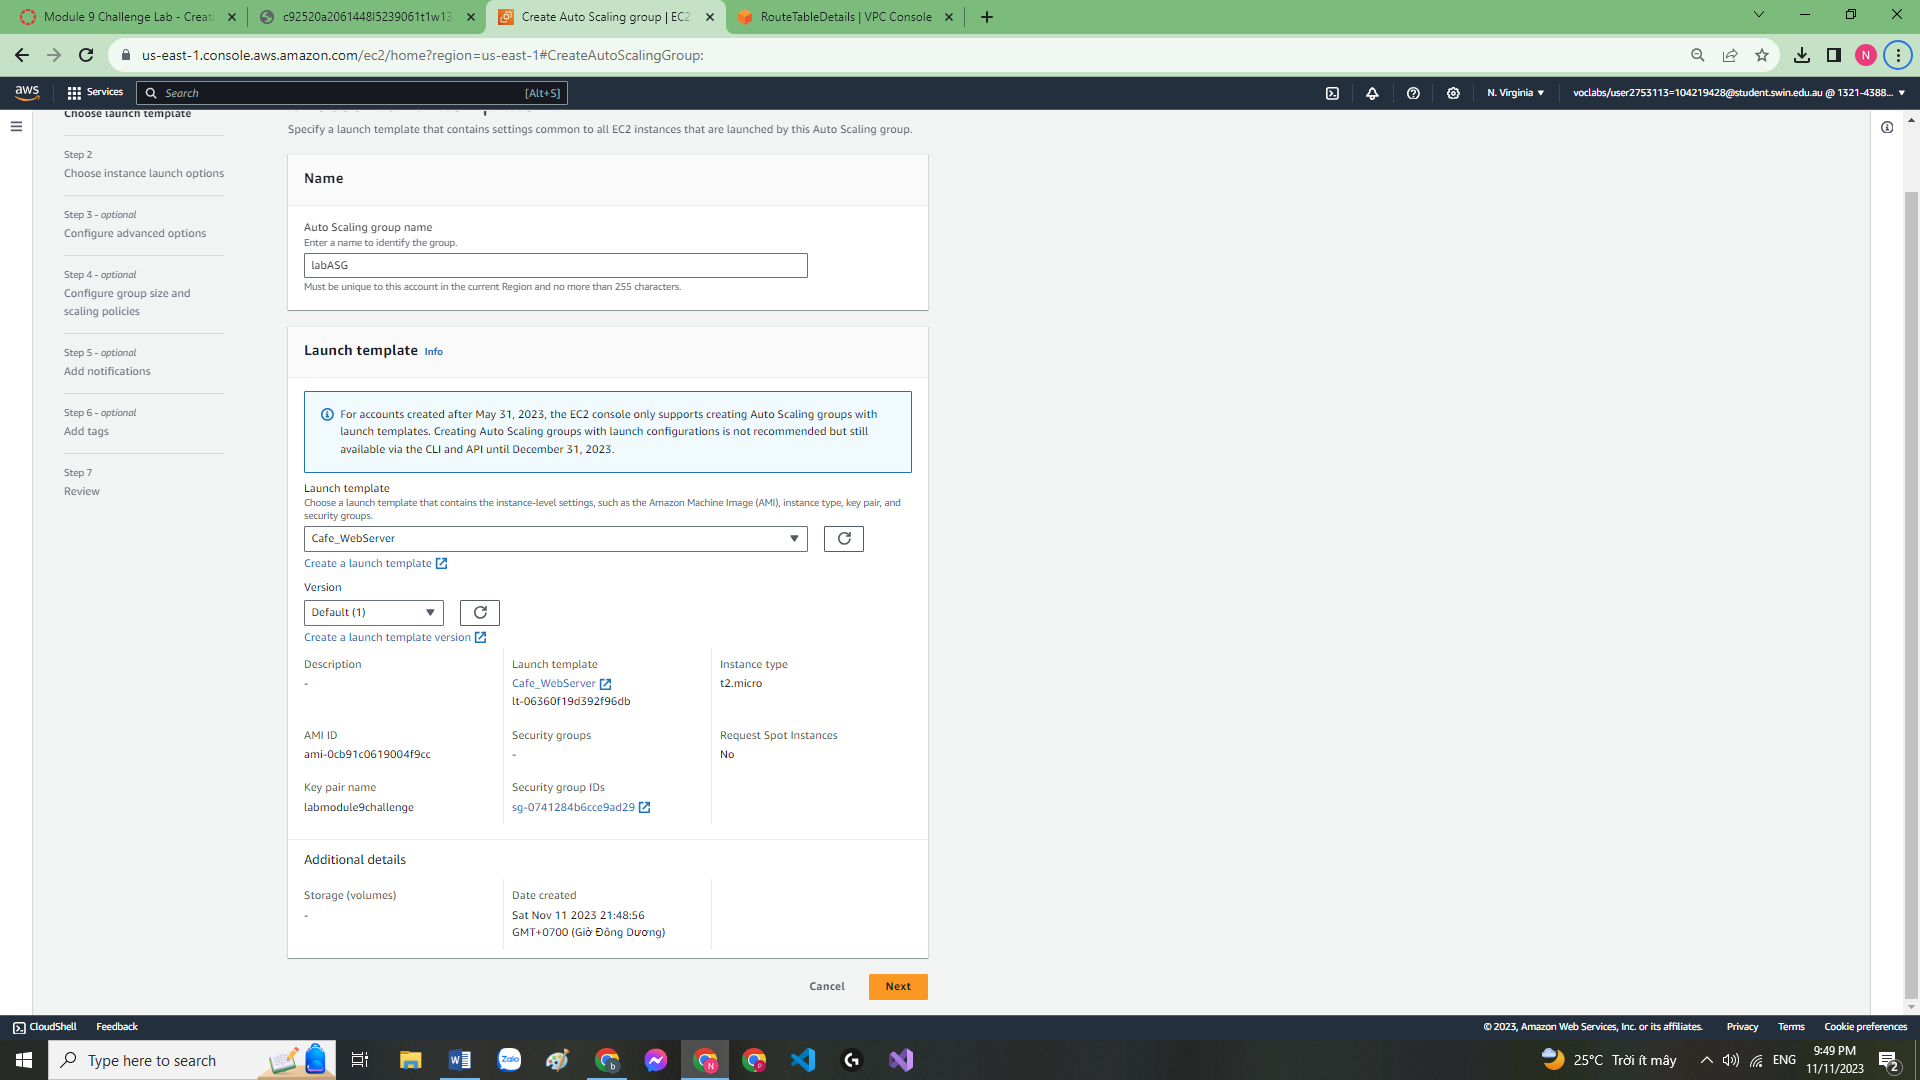 Module 9 Challenge Lab - Creati
c92520a2061448l5239061t1w13
Create Auto Scaling group | EC2
RouteTableDetails | VPC Console
us-east-1.console.aws.amazon.com/ec2/home?region=us-east-1#CreateAutoScalingGroup:
N
aws
Services
Search
[Alt+S]
N. Virginia
voclabs/user2753113=104219428@student.swin.edu.au @ 1321-4388...
Choose launch template
Step 2
Choose instance launch options
Step 3 - optional
Configure advanced options
Step 4 - optional
Configure group size and
scaling policies
Step 5 - optional
Add notifications
Step 6 - optional
Add tags
Step 7
Review
Specify a launch template that contains settings common to all EC2 instances that are launched by this Auto Scaling group.
Name
Auto Scaling group name
Enter a name to identify the group.
labASG
Must be unique to this account in the current Region and no more than 255 characters.
Launch template Info
For accounts created after May 31, 2023, the EC2 console only supports creating Auto Scaling groups with
launch templates. Creating Auto Scaling groups with launch configurations is not recommended but still
available via the CLI and API until December 31, 2023.
Launch template
Choose a launch template that contains the instance-level settings, such as the Amazon Machine Image (AMI), instance type, key pair, and
security groups.
Cafe_WebServer
Create a launch template
Version
Default (1)
Create a launch template version
Description
-
Launch template
Cafe_WebServer
lt-06360f19d392f96db
Instance type
t2.micro
AMI ID
ami-0cb91c0619004f9cc
Security groups
-
Request Spot Instances
No
Key pair name
labmodule9challenge
Security group IDs
sg-0741284b6cce9ad29
Additional details
Storage (volumes)
-
Date created
Sat Nov 11 2023 21:48:56
GMT+0700 (Giờ Đông Dương)
Cancel
Next
CloudShell
Feedback
© 2023, Amazon Web Services, Inc. or its affiliates.
Privacy
Terms
Cookie preferences
Type here to search
Zalo
25°C Trời ít mây
ENG
9:49 PM
11/11/2023
2